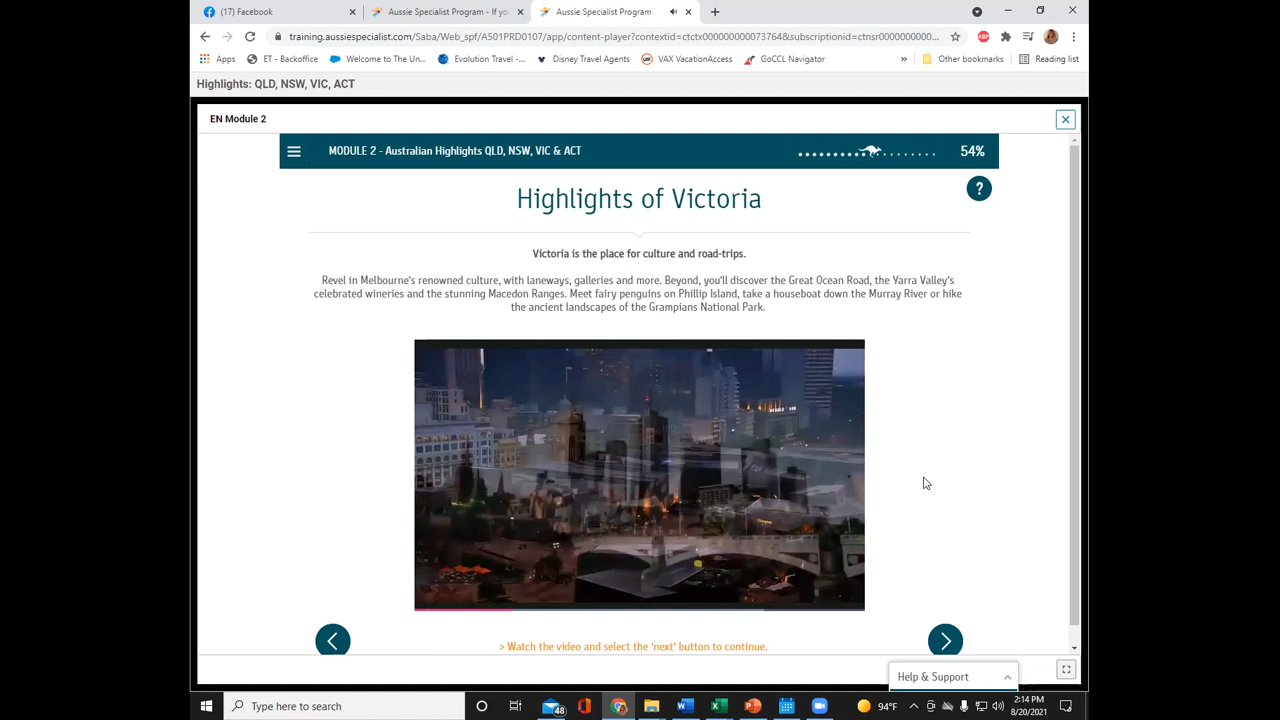 (17) Facebook
Aussie Specialist Program - If yo
Aussie Specialist Program
training.aussiespecialist.com/Saba/Web_spf/A501PRD0107/app/content-player?contextid=ctctx000000000073764&subscriptionid=ctnsr0000000000...
Apps
ET - Backoffice
Welcome to The Un...
Evolution Travel -...
Disney Travel Agents
VAX VacationAccess
GoCCL Navigator
»
Other bookmarks
Reading list
Highlights: QLD, NSW, VIC, ACT
EN Module 2
MODULE 2 - Australian Highlights QLD, NSW, VIC & ACT
54%
Highlights of Victoria
?
Victoria is the place for culture and road-trips.
Revel in Melbourne's renowned culture, with laneways, galleries and more. Beyond, you'll discover the Great Ocean Road, the Yarra Valley's
celebrated wineries and the stunning Macedon Ranges. Meet fairy penguins on Phillip Island, take a houseboat down the Murray River or hike
the ancient landscapes of the Grampians National Park.
> Watch the video and select the 'next' button to continue.
Help & Support
Type here to search
48
94°F
2:14 PM
8/20/2021